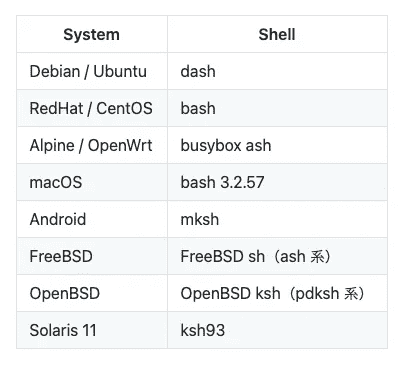 System Shell
Debian / Ubuntu dash
RedHat / CentOS bash
Alpine / OpenWrt busybox ash
macOS bash 3.2.57
Android mksh
FreeBSD FreeBSD sh（ash 系）
OpenBSD OpenBSD ksh（pdksh 系）
Solaris 11 ksh93